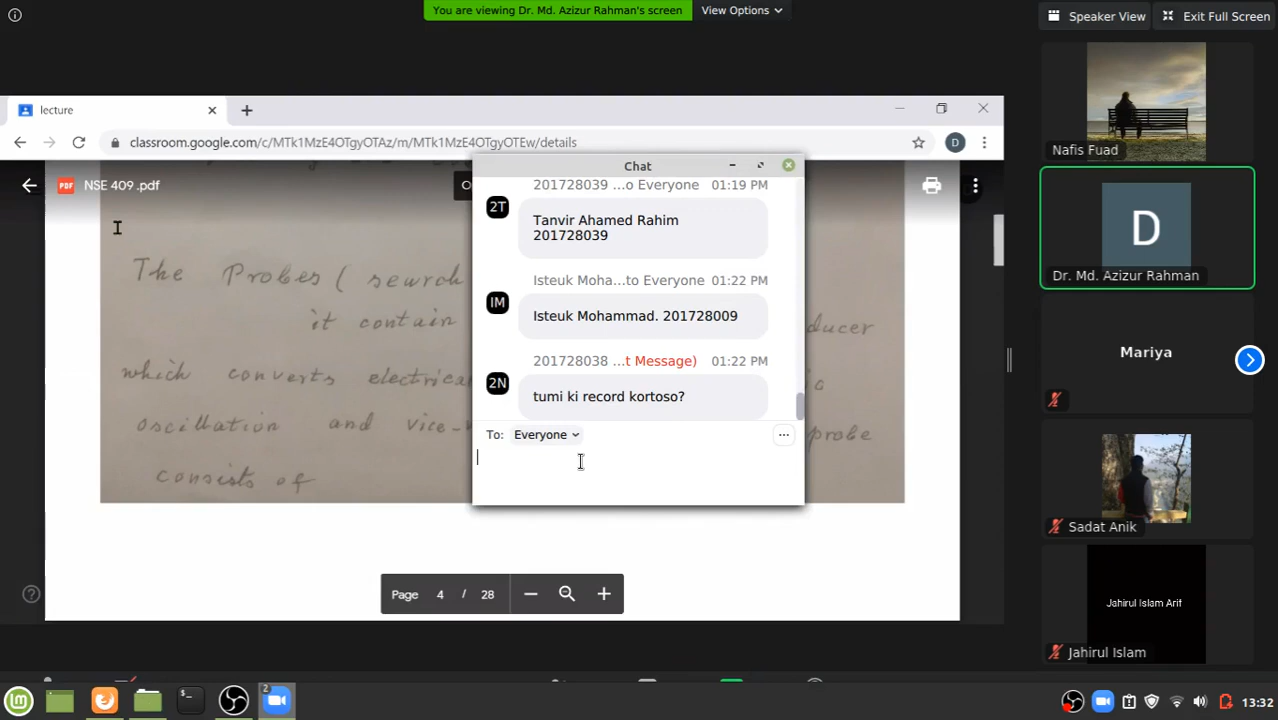 You are viewing Dr. Md. Azizur Rahman's screen
View Options
Speaker View
Exit Full Screen
lecture
classroom.google.com/c/MTk1MzE4OTgyOTAz/m/MTk1MzE4OTgyOTEw/details
D
NSE 409 .pdf
The Probes ( search
it contain
ducer
which converts
oscillation and vice-
probe
consists of
Page 4 / 28
Chat
201728039 ...o Everyone 01:19 PM
2T
Tanvir Ahamed Rahim
201728039
Isteuk Moha...to Everyone 01:22 PM
IM
Isteuk Mohammad. 201728009
201728038 ...t Message) 01:22 PM
2N
tumi ki record kortoso?
To: Everyone
Nafis Fuad
D
Dr. Md. Azizur Rahman
Mariya
Sadat Anik
Jahirul Islam Arif
Jahirul Islam
2
13:32